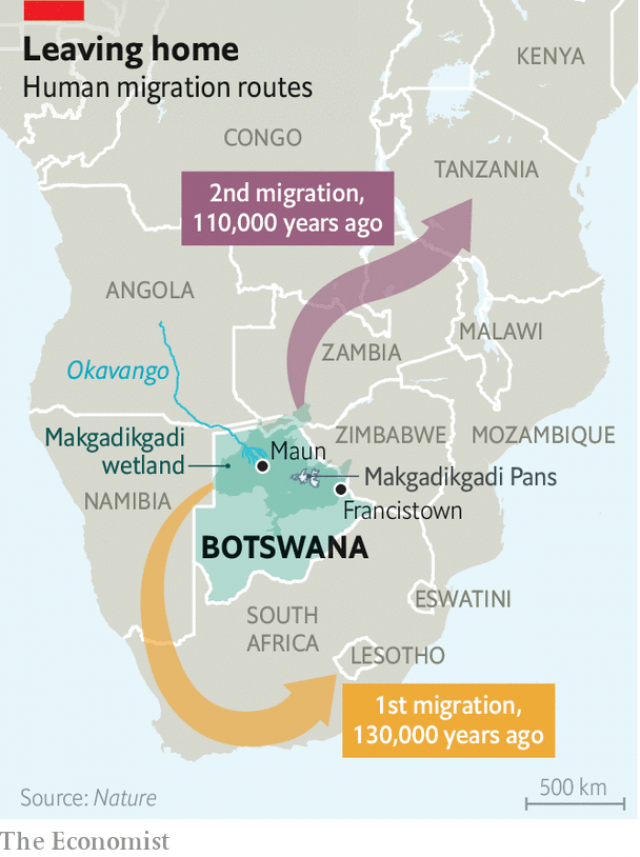 Leaving home
Human migration routes
KENYA
CONGO
TANZANIA
2nd migration,
110,000 years ago
ANGOLA
MALAWI
ZAMBIA
Okavango
Makgadikgadi
wetland
Maun
ZIMBABWE
MOZAMBIQUE
Makgadikgadi Pans
NAMIBIA
Francistown
BOTSWANA
ESWATINI
SOUTH
AFRICA
LESOTHO
1st migration,
130,000 years ago
500 km
Source: Nature
The Economist